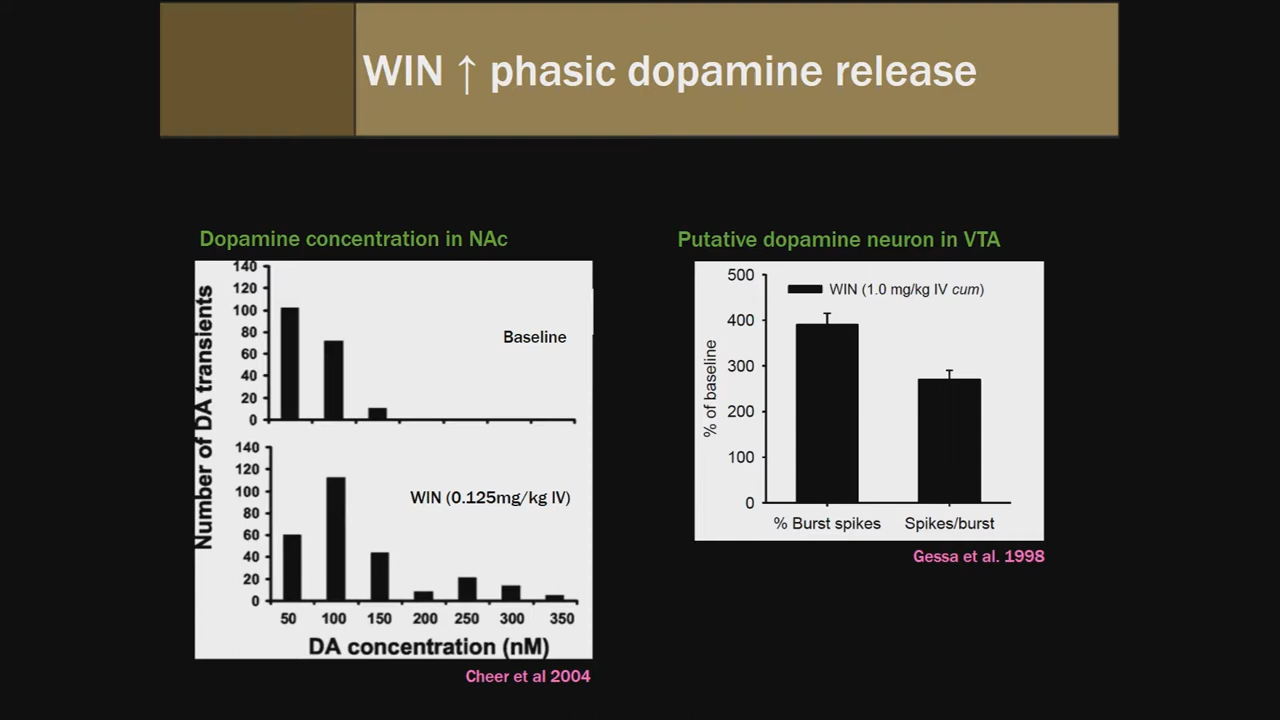 WIN ↑ phasic dopamine release
Dopamine concentration in NAc
Number of DA transients
140
120
100
80
60
40
20
0
Baseline
140
120
100
80
60
40
20
0
WIN (0.125mg/kg IV)
50 100 150 200 250 300 350
DA concentration (nM)
Cheer et al 2004
Putative dopamine neuron in VTA
% of baseline
500
400
300
200
100
0
WIN (1.0 mg/kg IV cum)
% Burst spikes Spikes/burst
Gessa et al. 1998